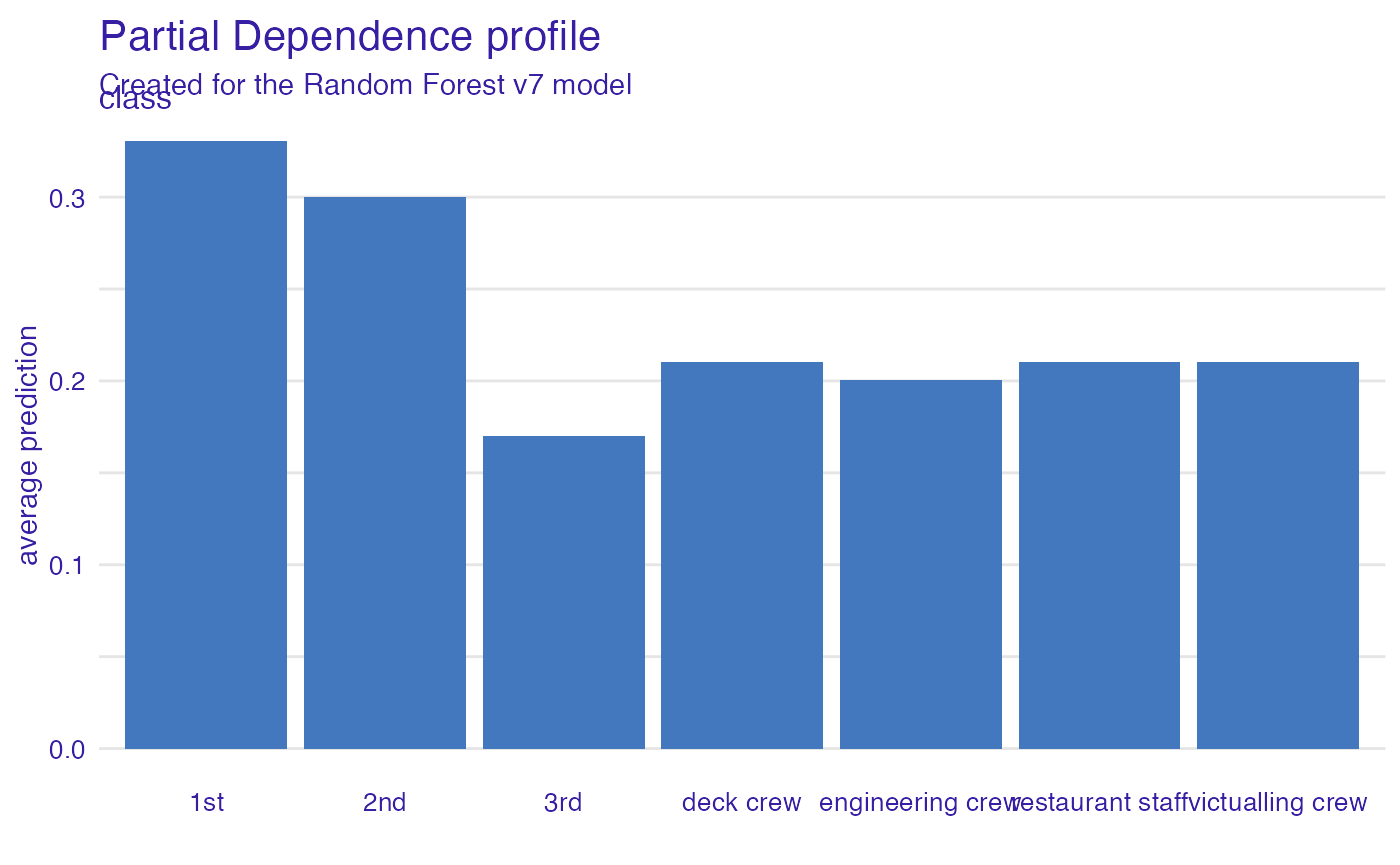 Partial Dependence profile
Created for the Random Forest v7 model
class
average prediction
0.3
0.2
0.1
0.0
1st 2nd 3rd deck crew engineering crew restaurant staff victualling crew